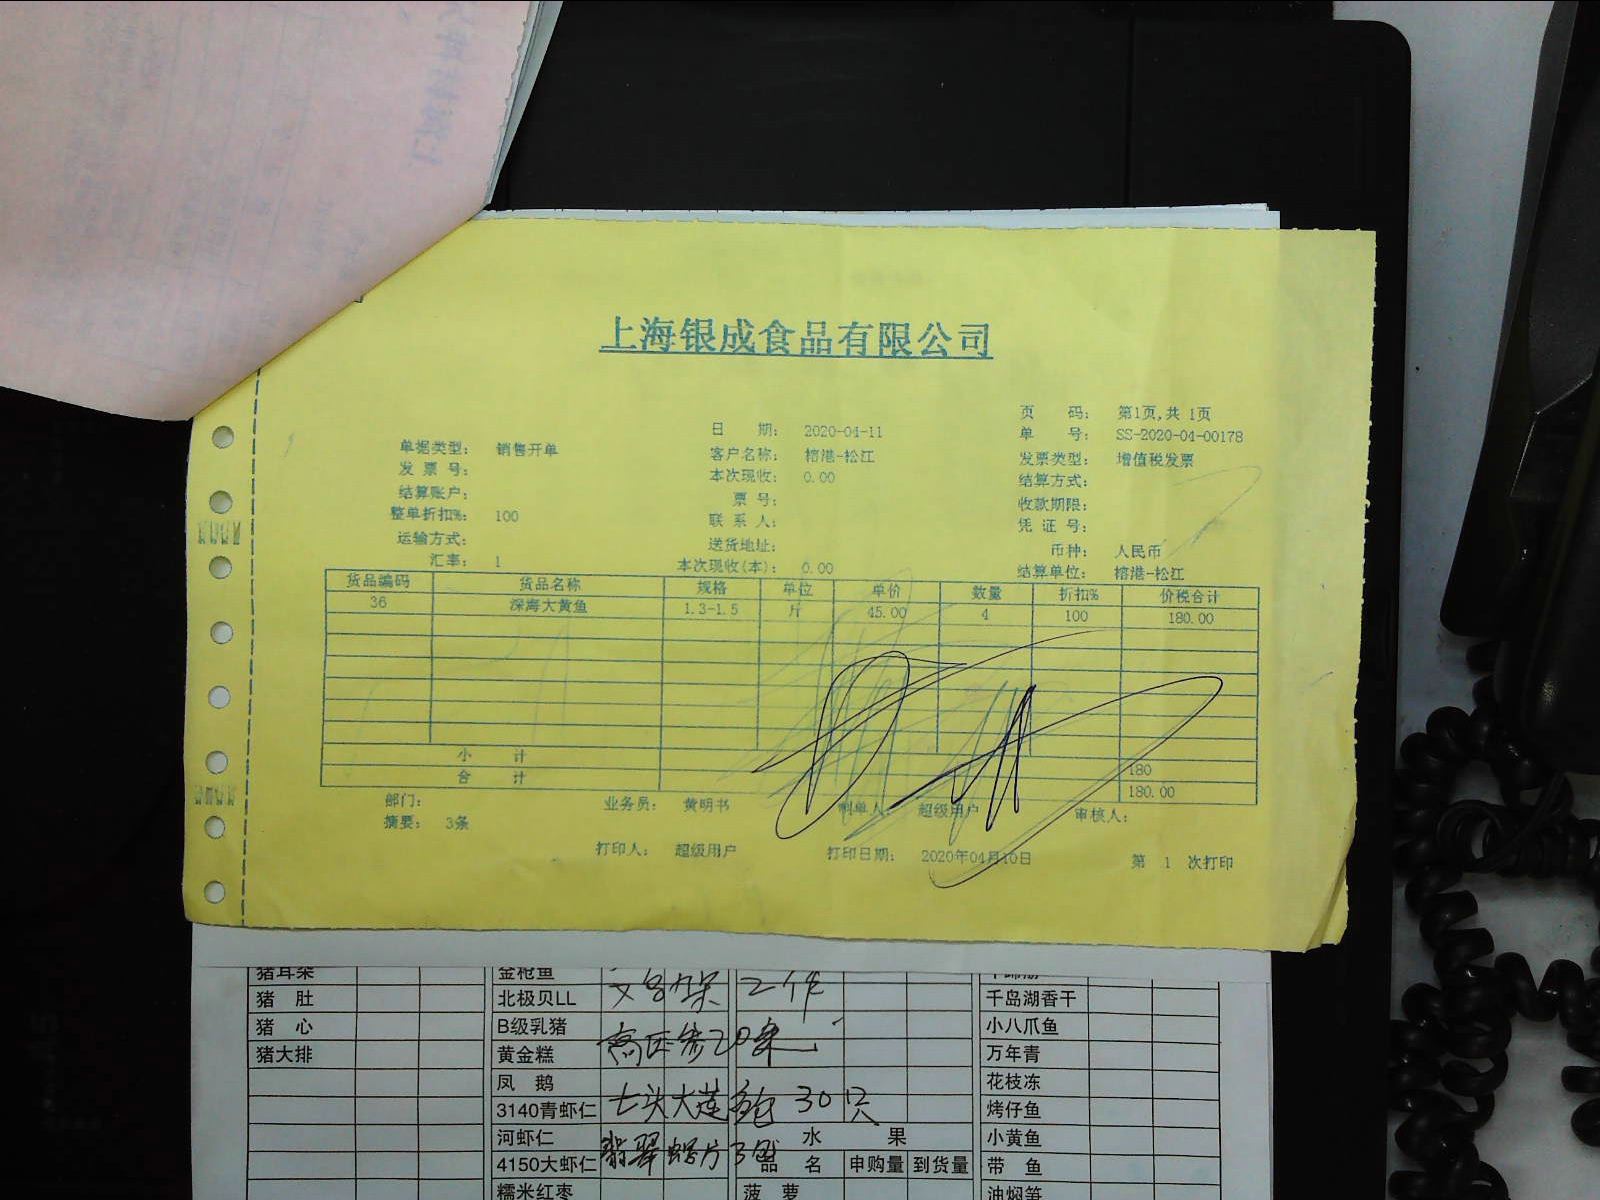 上海银成食品有限公司
页 码: 第1页,共 1页
日 期: 2020-04-11 单 号: SS-2020-04-00178
单据类型: 销售开单 客户名称: 榕港-松江 发票类型: 增值税发票
发 票 号: 本次现收: 0.00 结算方式:
结算账户: 票 号: 收款期限:
整单折扣%: 100 联 系 人: 凭 证 号:
运输方式: 送货地址: 币种: 人民币
汇率: 1 本次现收(本): 0.00 结算单位: 榕港-松江
货品编码 货品名称 规格 单位 单价 数量 折扣% 价税合计
36 深海大黄鱼 1.3-1.5 斤 45.00 4 100 180.00
小 计 180
合 计 180.00
部门: 业务员: 黄明书 制单人: 超级用户 审核人:
摘要: 3条
打印人: 超级用户 打印日期: 2020年04月10日 第 1 次打印
猪耳朵 金枪鱼
猪 肚 北极贝LL 千岛湖香干
猪 心 B级乳猪 小八爪鱼
猪大排 黄金糕 万年青
凤 鹅 花枝冻
3140青虾仁 七头大莲鲍 30只 烤仔鱼
河虾仁 水 果 小黄鱼
4150大虾仁 翡翠螺片 品 名 申购量 到货量 带 鱼
糯米红枣 菠 萝 油焖笋